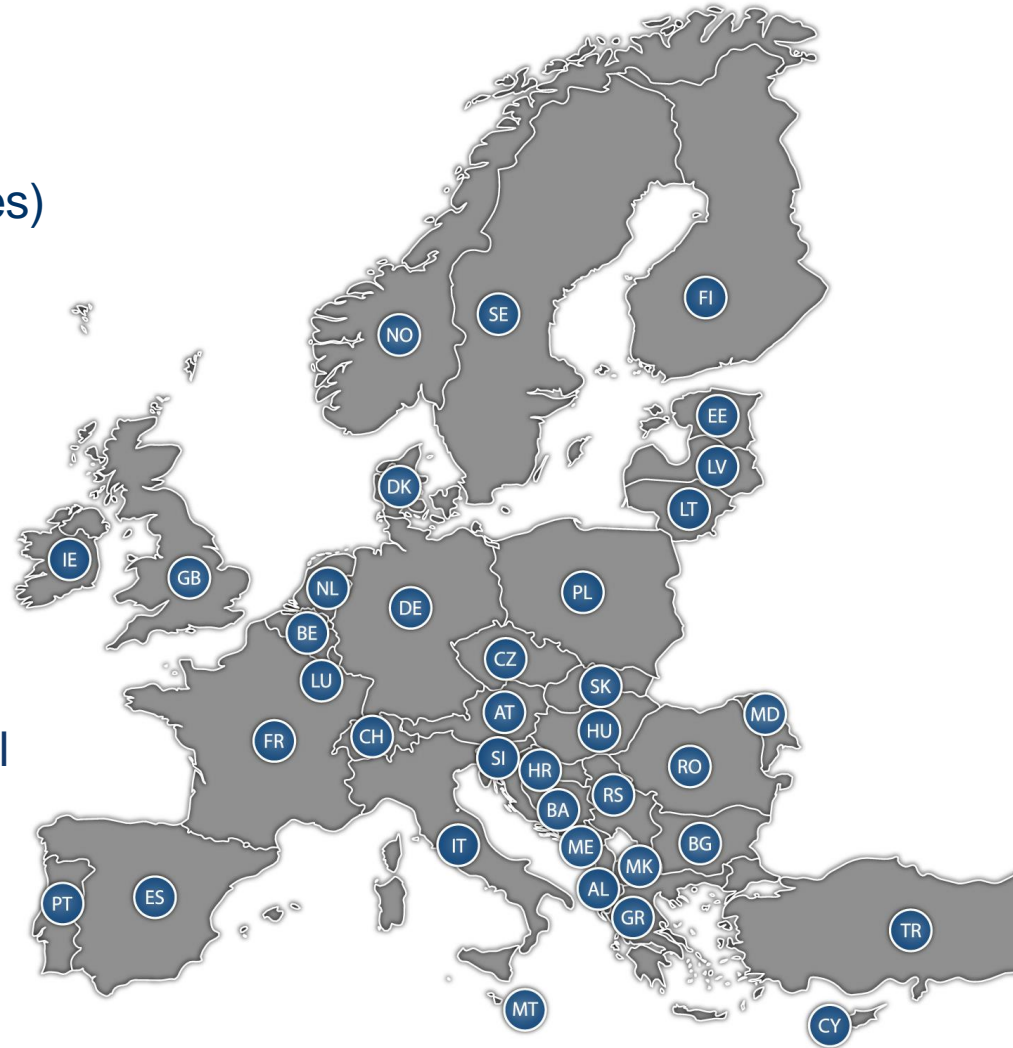 es)
FI
SE
NO
EE
LV
DK
LT
IE
GB
NL
PL
DE
BE
CZ
LU
SK
AT
MD
HU
FR
CH
l
SI
RO
HR
RS
BA
BG
IT
ME
MK
AL
ES
PT
GR
TR
MT
CY